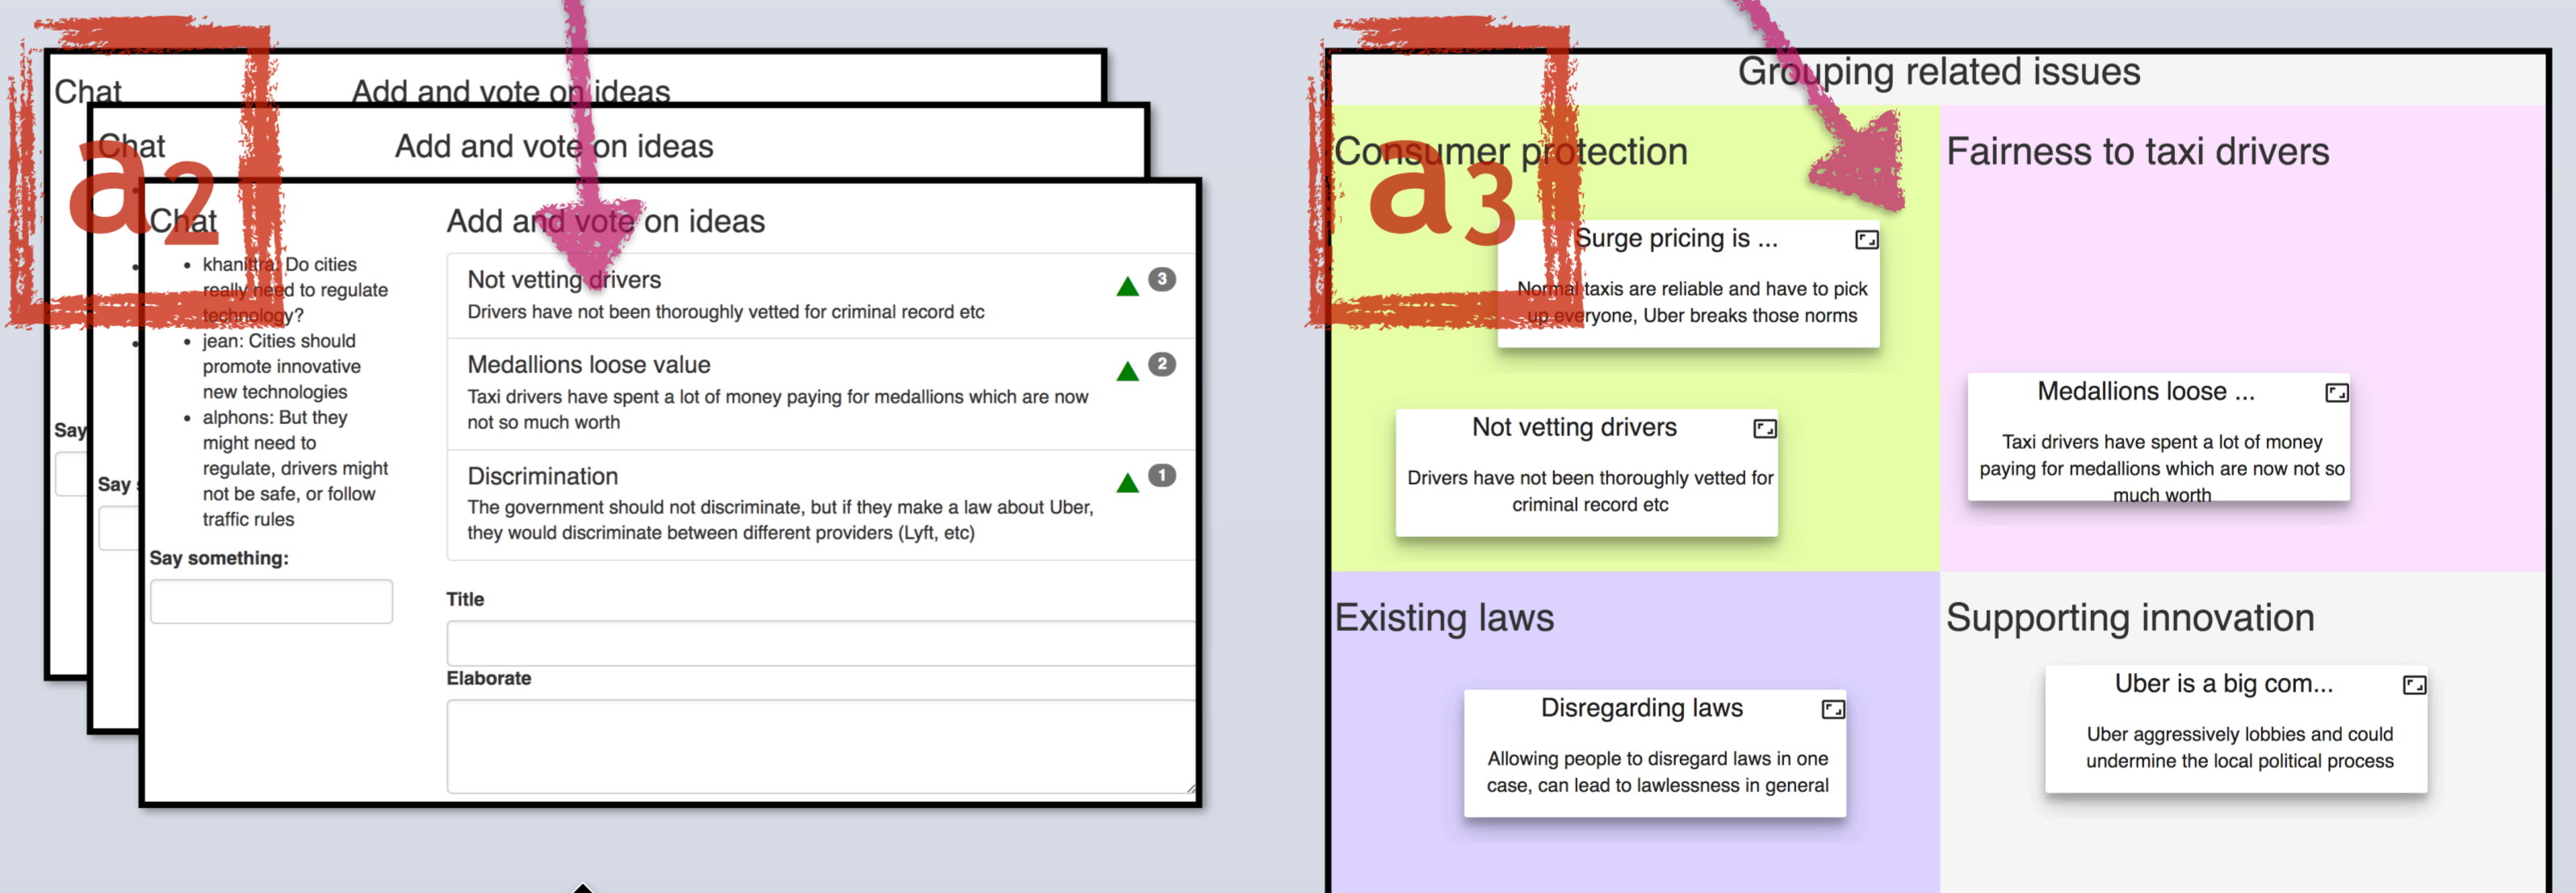 Chat
Add and vote on ideas
Chat
Add and vote on ideas
Say
Say
a2
Chat
khanittra: Do cities
really need to regulate
technology?
jean: Cities should
promote innovative
new technologies
alphons: But they
might need to
regulate, drivers might
not be safe, or follow
traffic rules
Say something:
Add and vote on ideas
Not vetting drivers
3
Drivers have not been thoroughly vetted for criminal record etc
Medallions loose value
2
Taxi drivers have spent a lot of money paying for medallions which are now
not so much worth
Discrimination
1
The government should not discriminate, but if they make a law about Uber,
they would discriminate between different providers (Lyft, etc)
Title
Elaborate
a3
Grouping related issues
Consumer protection
Surge pricing is ...
Normal taxis are reliable and have to pick
up everyone, Uber breaks those norms
Not vetting drivers
Drivers have not been thoroughly vetted for
criminal record etc
Fairness to taxi drivers
Medallions loose ...
Taxi drivers have spent a lot of money
paying for medallions which are now not so
much worth
Existing laws
Disregarding laws
Allowing people to disregard laws in one
case, can lead to lawlessness in general
Supporting innovation
Uber is a big com...
Uber aggressively lobbies and could
undermine the local political process